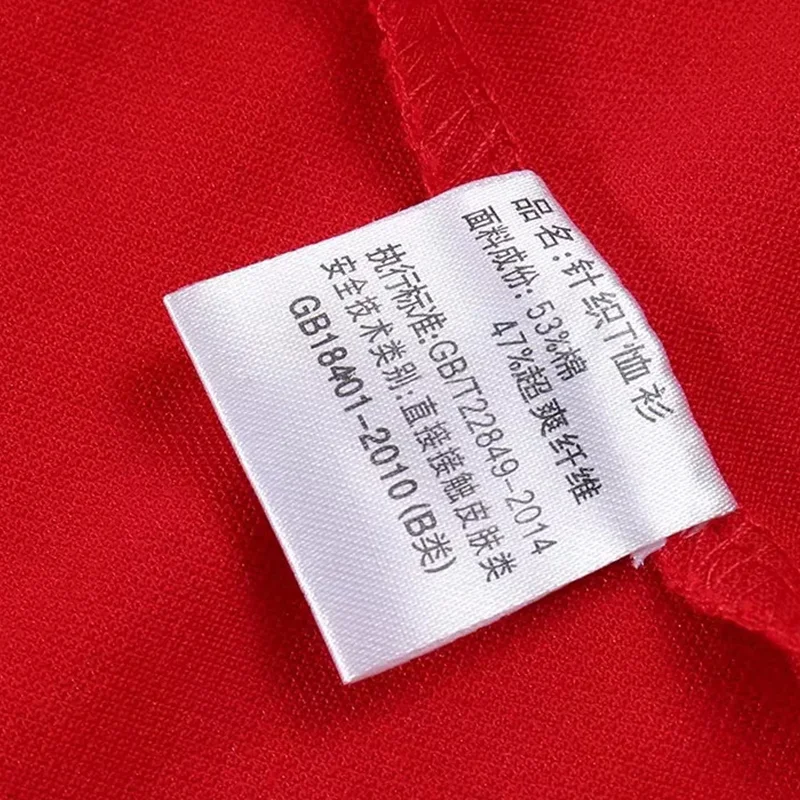 品名:针织T恤衫
面料成份:53%棉
47%超爽纤维
执行标准:GB/T22849-2014
安全技术类别:直接接触皮肤类
GB18401-2010(B类)